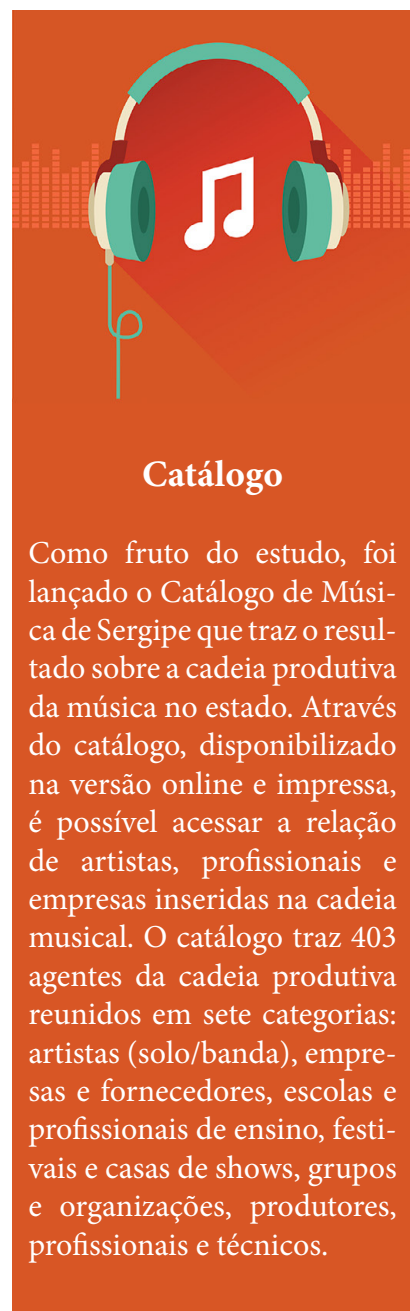 Catálogo
Como fruto do estudo, foi
lançado o Catálogo de Músi-
ca de Sergipe que traz o resul-
tado sobre a cadeia produtiva
da música no estado. Através
do catálogo, disponibilizado
na versão online e impressa,
é possível acessar a relação
de artistas, profissionais e
empresas inseridas na cadeia
musical. O catálogo traz 403
agentes da cadeia produtiva
reunidos em sete categorias:
artistas (solo/banda), empre-
sas e fornecedores, escolas e
profissionais de ensino, festi-
vais e casas de shows, grupos
e organizações, produtores,
profissionais e técnicos.